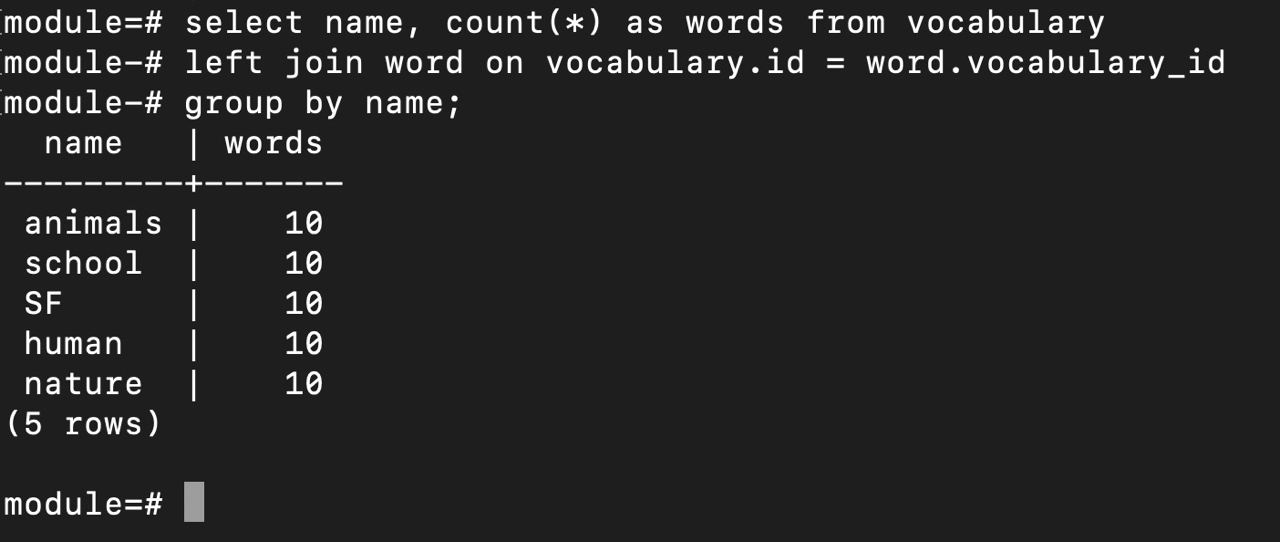 module=# select name, count(*) as words from vocabulary
module-# left join word on vocabulary.id = word.vocabulary_id
module-# group by name;
  name   | words
---------+-------
 animals |    10
 school  |    10
 SF      |    10
 human   |    10
 nature  |    10
(5 rows)
module=#